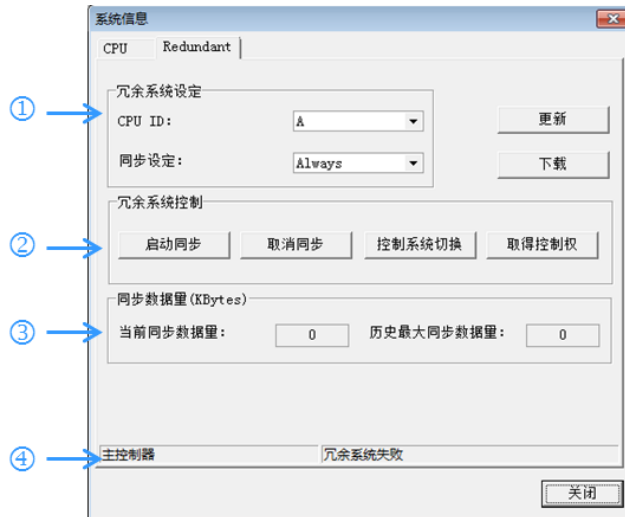 系统信息
CPU Redundant
冗余系统设定
① CPU ID: A 更新
同步设定: Always 下载
冗余系统控制
② 启动同步 取消同步 控制系统切换 取得控制权
同步数据量(KBytes)
③ 当前同步数据量: 0 历史最大同步数据量: 0
④ 主控制器 冗余系统失败
关闭